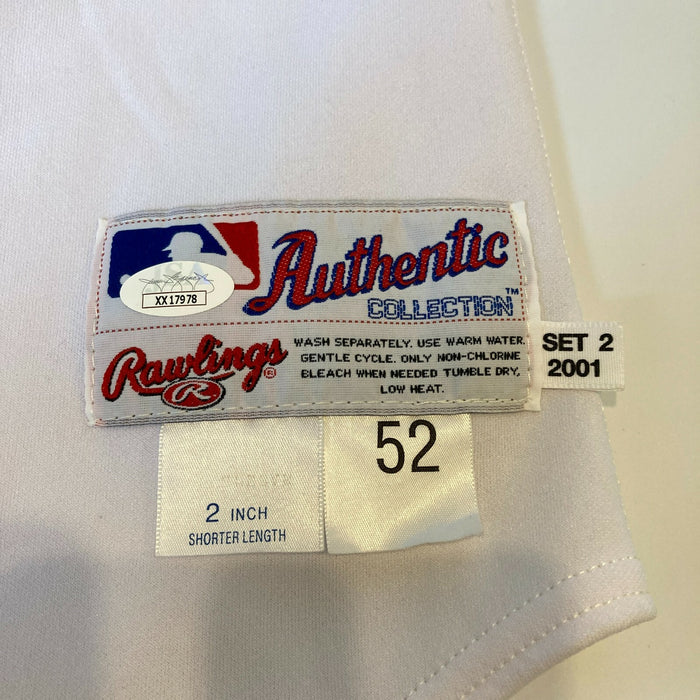 Authentic
COLLECTION™
XX17978
Rawlings®
R
WASH SEPARATELY. USE WARM WATER.
GENTLE CYCLE. ONLY NON-CHLORINE
BLEACH WHEN NEEDED TUMBLE DRY,
LOW HEAT.
SET 2
2001
52
2 INCH
SHORTER LENGTH